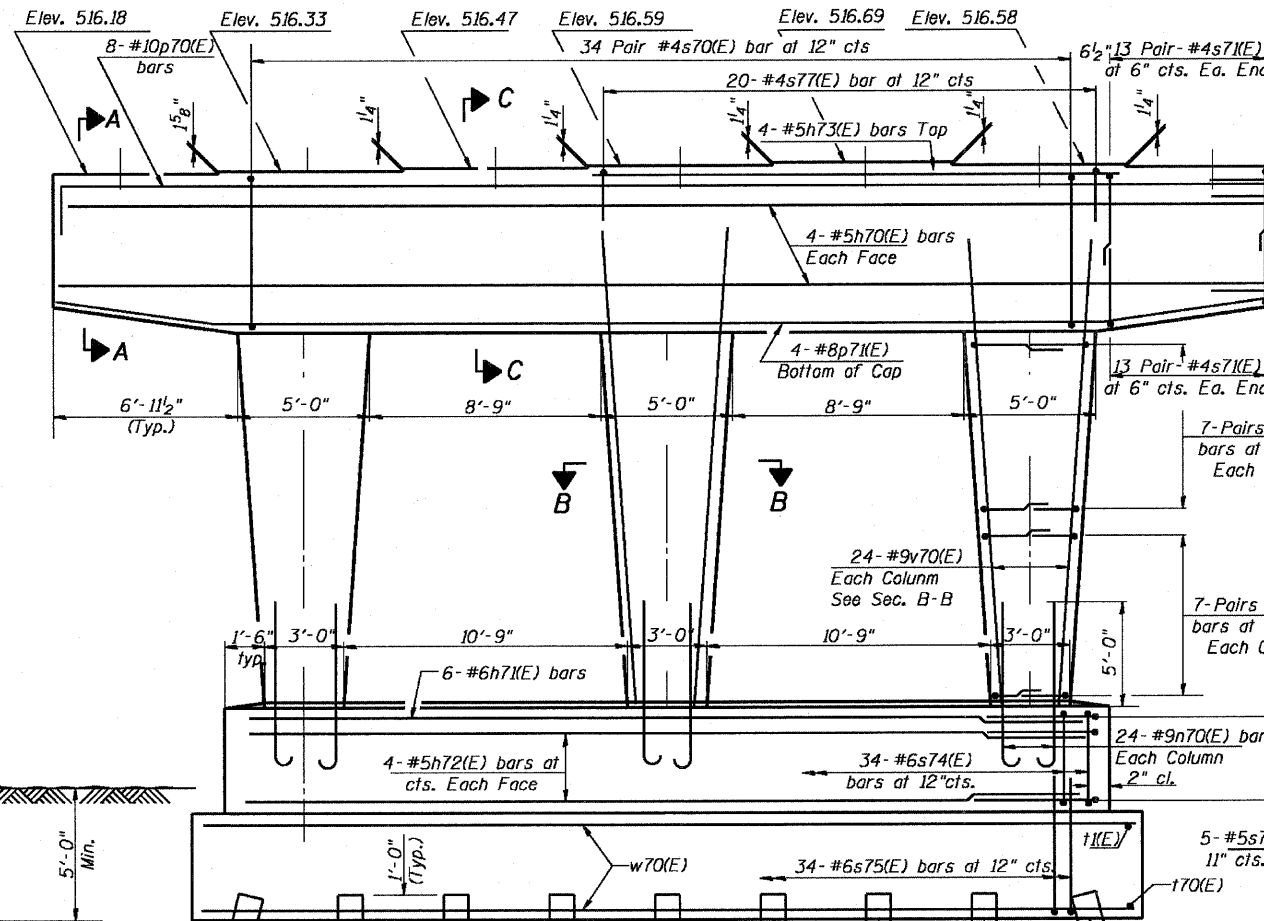 Elev. 516.18
Elev. 516.33
Elev. 516.47
Elev. 516.59
Elev. 516.69
Elev. 516.58
8- #10p70(E)
bars
34 Pair #4s70(E) bar at 12" cts
6½"
13 Pair- #4s71(E)
at 6" cts. Ea. End
20- #4s77(E) bar at 12" cts
A
C
1⅝"
1¼"
1¼"
1¼"
1¼"
1¼"
4- #5h73(E) bars Top
4- #5h70(E) bars
Each Face
A
C
4- #8p71(E)
Bottom of Cap
13 Pair- #4s71(E)
at 6" cts. Ea. End
6'-11½"
(Typ.)
5'-0"
8'-9"
5'-0"
8'-9"
5'-0"
7-Pairs
bars at
Each
B
B
24- #9v70(E)
Each Colunm
See Sec. B-B
7-Pairs
bars at
Each
1'-6"
typ.
3'-0"
10'-9"
3'-0"
10'-9"
3'-0"
5'-0"
6- #6h71(E) bars
4- #5h72(E) bars at
cts. Each Face
34- #6s74(E)
bars at 12"cts.
24- #9n70(E) bar
Each Column
2" cl.
5'-0"
Min.
1'-0"
(Typ.)
w70(E)
34- #6s75(E) bars at 12" cts.
t1(E)
5- #5s7
11" cts.
t70(E)